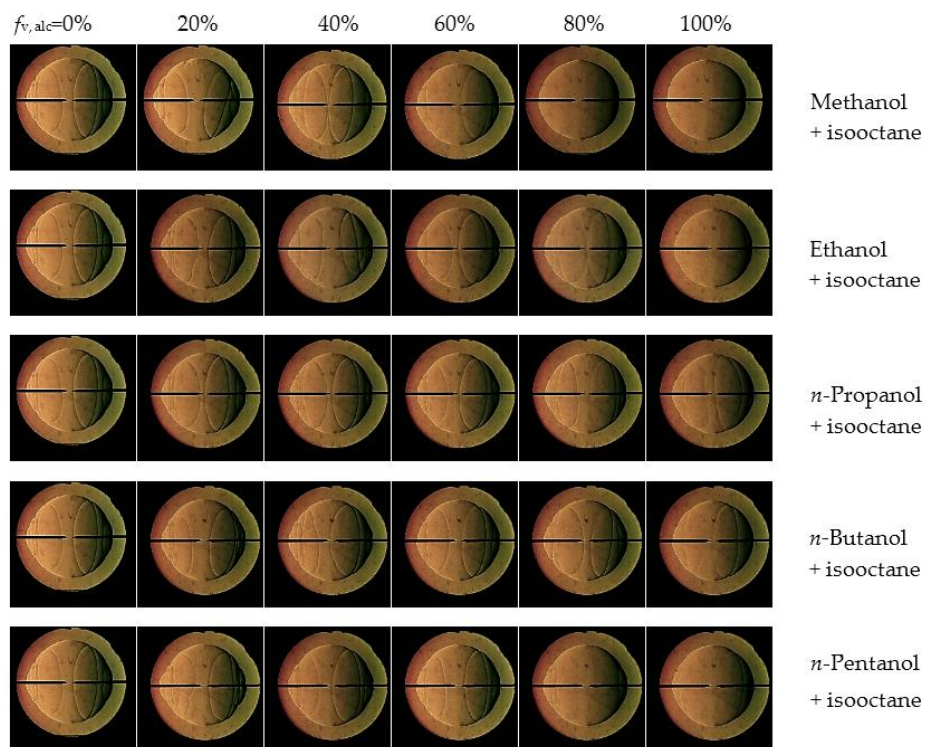 fv,alc=0% 20% 40% 60% 80% 100%
Methanol
+ isooctane
Ethanol
+ isooctane
n-Propanol
+ isooctane
n-Butanol
+ isooctane
n-Pentanol
+ isooctane